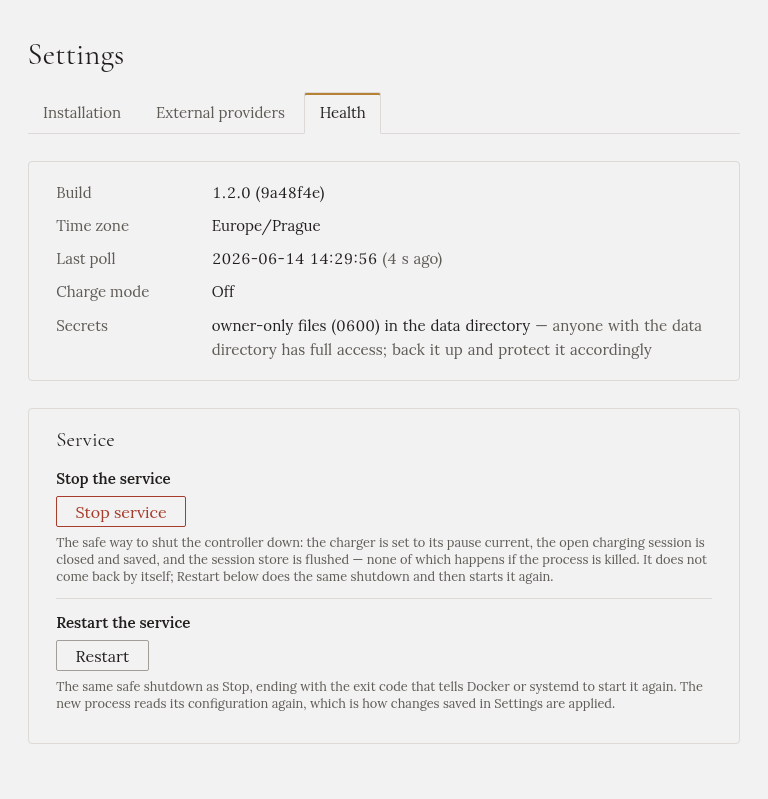 Settings
Installation
External providers
Health
Build
1.2.0 (9a48f4e)
Time zone
Europe/Prague
Last poll
2026-06-14 14:29:56 (4 s ago)
Charge mode
Off
Secrets
owner-only files (0600) in the data directory — anyone with the data
directory has full access; back it up and protect it accordingly
Service
Stop the service
Stop service
The safe way to shut the controller down: the charger is set to its pause current, the open charging session is
closed and saved, and the session store is flushed — none of which happens if the process is killed. It does not
come back by itself; Restart below does the same shutdown and then starts it again.
Restart the service
Restart
The same safe shutdown as Stop, ending with the exit code that tells Docker or systemd to start it again. The
new process reads its configuration again, which is how changes saved in Settings are applied.